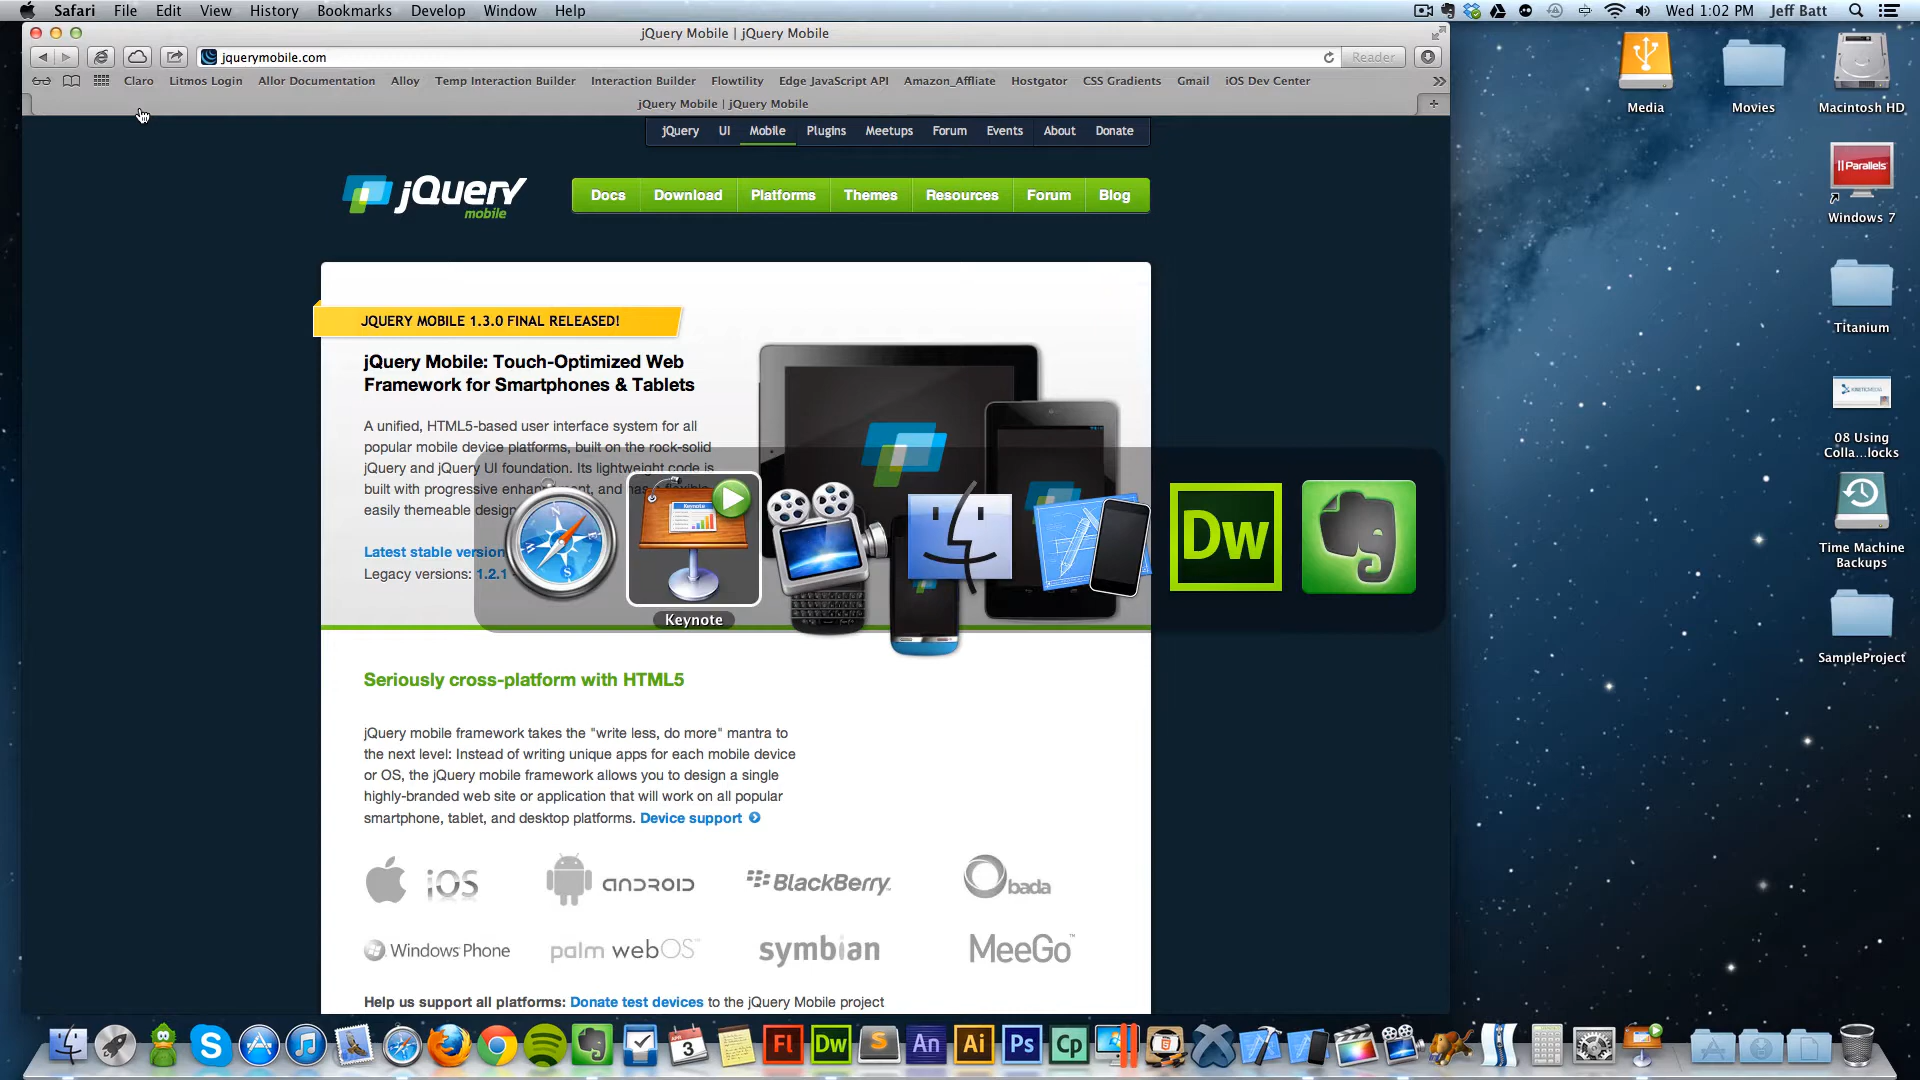 Safari File Edit View History Bookmarks Develop Window Help
Wed 1:02 PM Jeff Batt
jQuery Mobile | jQuery Mobile
jquerymobile.com
Reader
Claro Litmos Login Allor Documentation Alloy Temp Interaction Builder Interaction Builder Flowtility Edge JavaScript API Amazon_Affliate Hostgator CSS Gradients Gmail iOS Dev Center
jQuery Mobile | jQuery Mobile
jQuery UI Mobile Plugins Meetups Forum Events About Donate
jQuery
mobile
Docs Download Platforms Themes Resources Forum Blog
JQUERY MOBILE 1.3.0 FINAL RELEASED!
jQuery Mobile: Touch-Optimized Web
Framework for Smartphones & Tablets
A unified, HTML5-based user interface system for all
popular mobile device platforms, built on the rock-solid
jQuery and jQuery UI foundation. Its lightweight code is
built with progressive enhancement, and has a flexible,
easily themeable design
Latest stable version
Legacy versions: 1.2.1
Keynote
Keynote
Dw
Seriously cross-platform with HTML5
jQuery mobile framework takes the "write less, do more" mantra to
the next level: Instead of writing unique apps for each mobile device
or OS, the jQuery mobile framework allows you to design a single
highly-branded web site or application that will work on all popular
smartphone, tablet, and desktop platforms. Device support
iOS ANDROID BlackBerry. bada
Windows Phone palm webOS™ symbian MeeGo™
Help us support all platforms: Donate test devices to the jQuery Mobile project
Media
Movies
Macintosh HD
Parallels
Windows 7
Titanium
08 Using
Colla...locks
Time Machine
Backups
SampleProject
APR
3
Fl Dw S An Ai Ps Cp